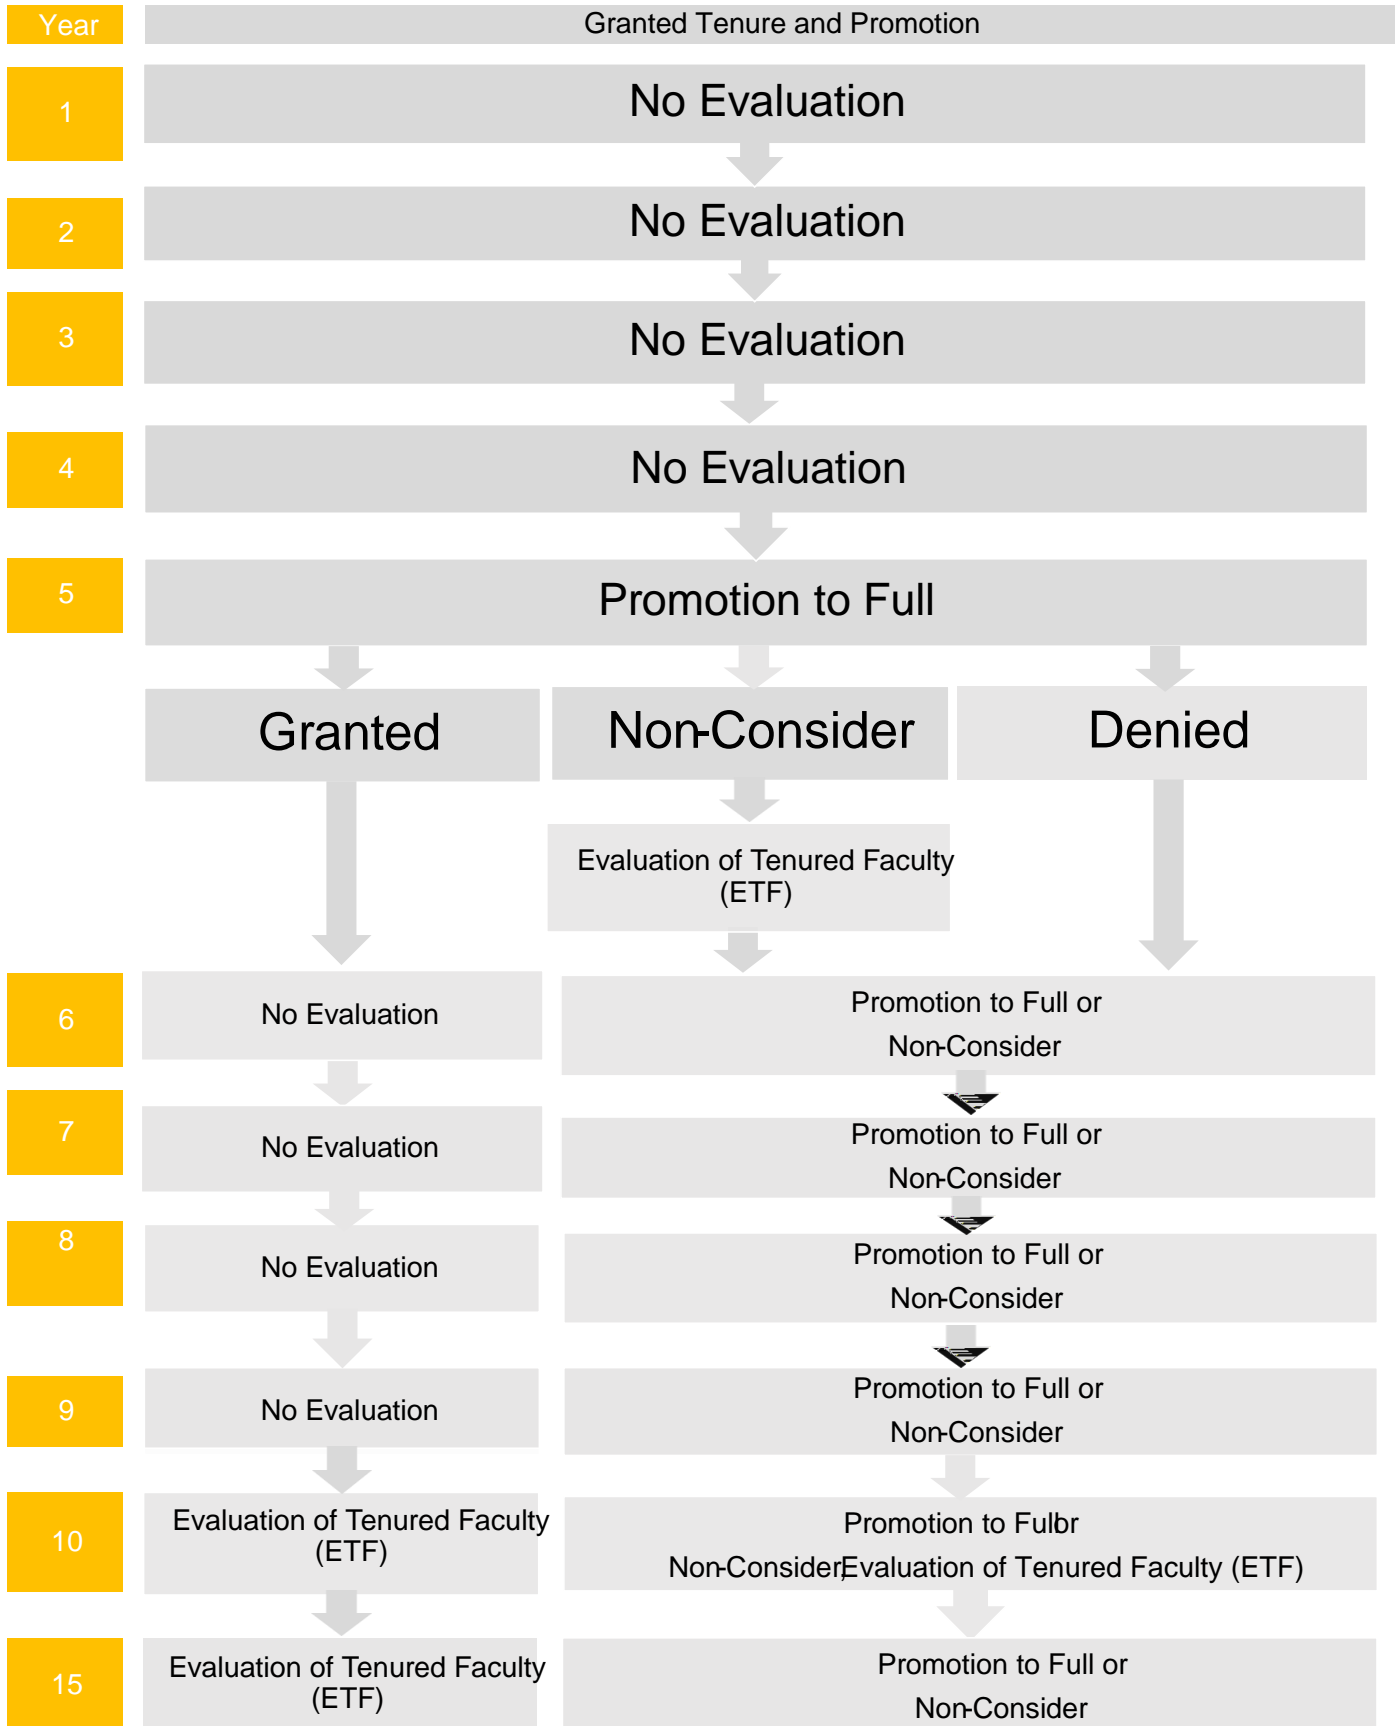 Year
Granted Tenure and Promotion
1
No Evaluation
2
No Evaluation
3
No Evaluation
4
No Evaluation
5
Promotion to Full
Granted
Non-Consider
Denied
Evaluation of Tenured Faculty
(ETF)
6
No Evaluation
Promotion to Full or
Non-Consider
7
No Evaluation
Promotion to Full or
Non-Consider
8
No Evaluation
Promotion to Full or
Non-Consider
9
No Evaluation
Promotion to Full or
Non-Consider
10
Evaluation of Tenured Faculty
(ETF)
Promotion to Full or
Non-Consider, Evaluation of Tenured Faculty (ETF)
15
Evaluation of Tenured Faculty
(ETF)
Promotion to Full or
Non-Consider